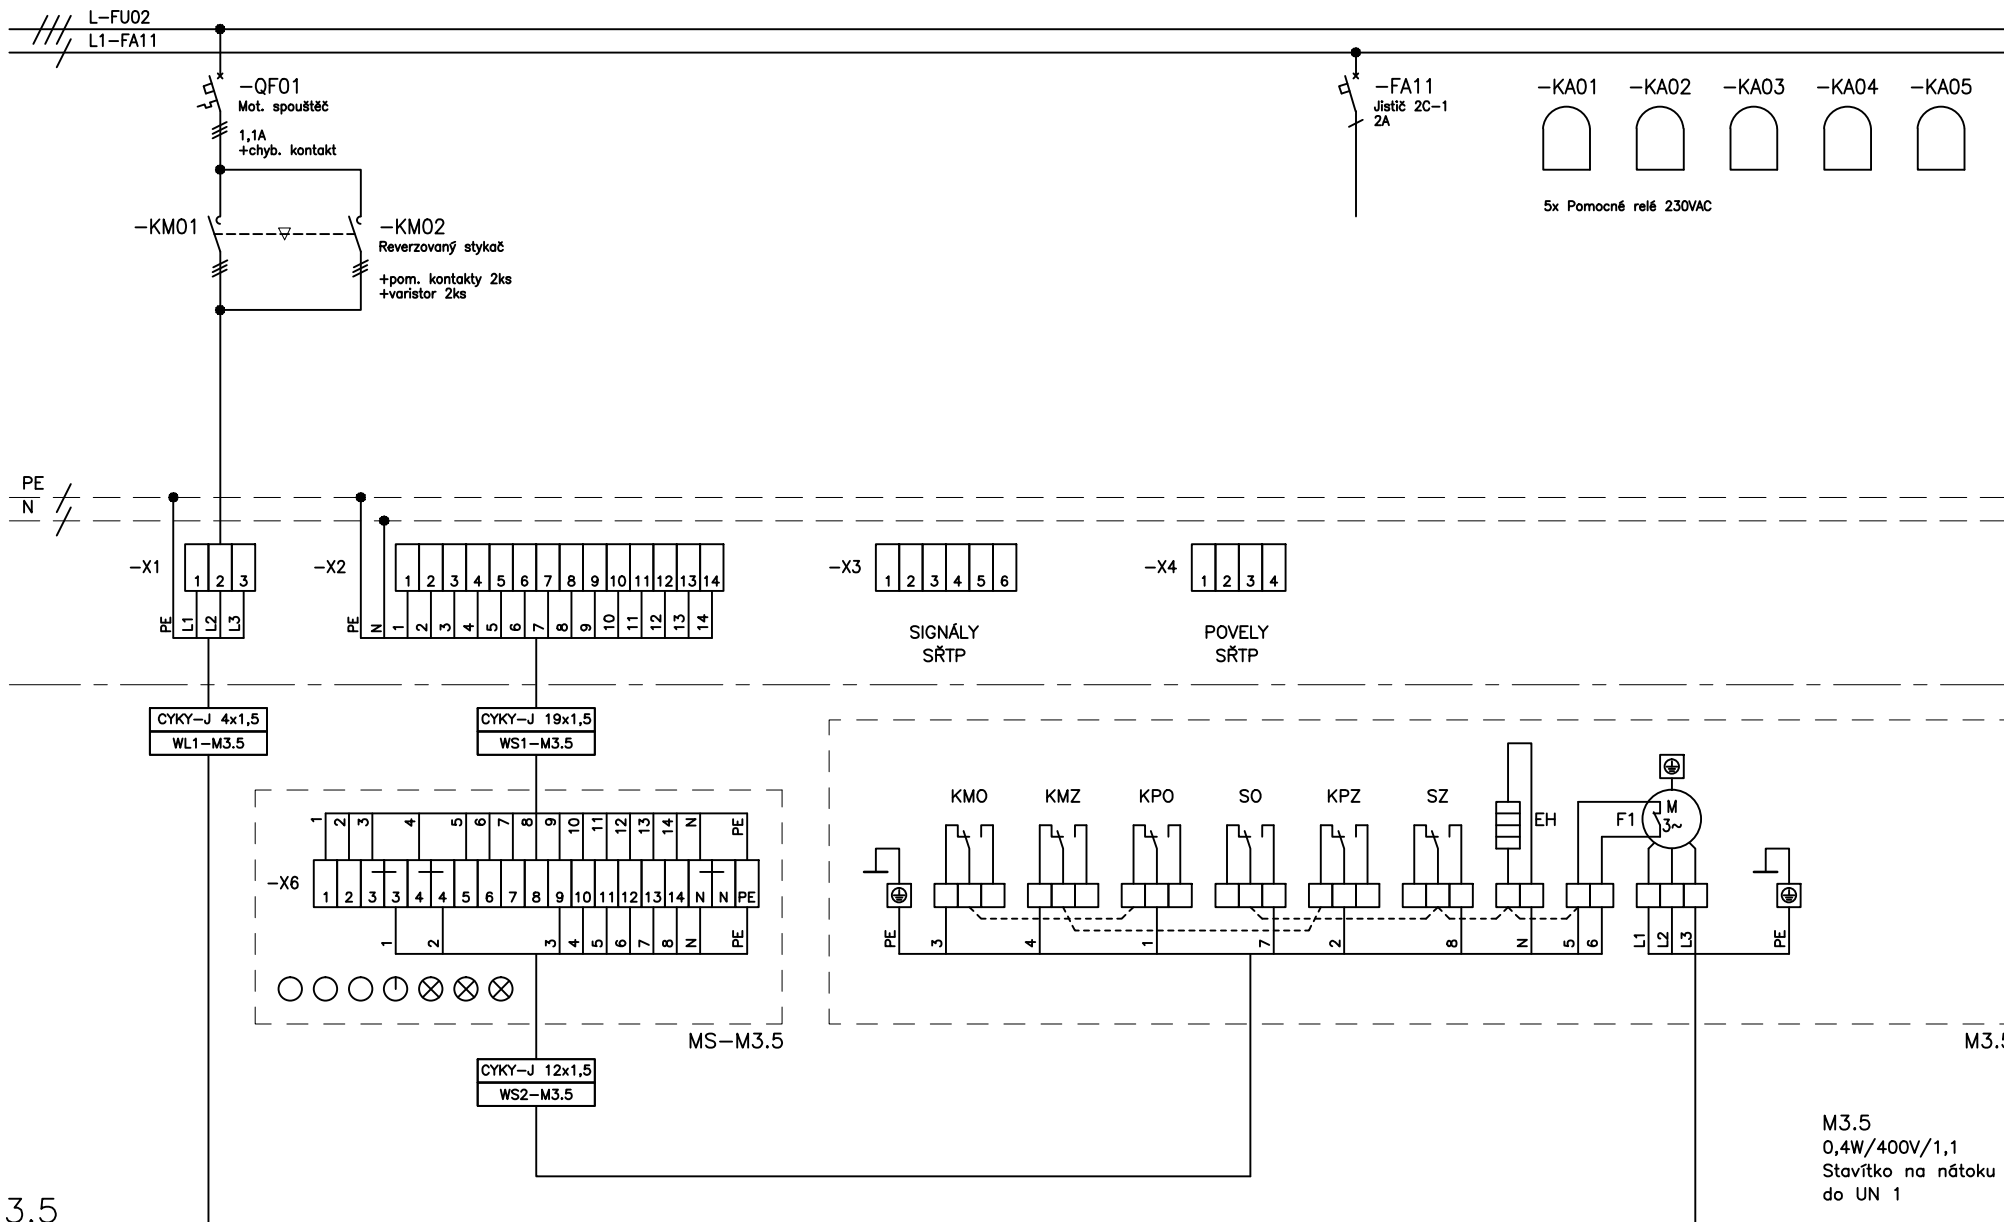 L-FU02
L1-FA11
-QF01
Mot. spouštěč
1,1A
+chyb. kontakt
-FA11
Jistič 2C-1
2A
-KA01 -KA02 -KA03 -KA04 -KA05
5x Pomocné relé 230VAC
-KM01
-KM02
Reverzovaný stykač
+pom. kontakty 2ks
+varistor 2ks
PE
N
-X1
1 2 3
PE L1 L2 L3
-X2
1 2 3 4 5 6 7 8 9 10 11 12 13 14
PE N 1 2 3 4 5 6 7 8 9 10 11 12 13 14
-X3
1 2 3 4 5 6
SIGNÁLY
SŘTP
-X4
1 2 3 4
POVELY
SŘTP
CYKY-J 4x1,5
WL1-M3.5
CYKY-J 19x1,5
WS1-M3.5
1 2 3 4 5 6 7 8 9 10 11 12 13 14 N PE
-X6
1 2 3 3 4 4 5 6 7 8 9 10 11 12 13 14 N N PE
1 2 3 4 5 6 7 8 N PE
MS-M3.5
CYKY-J 12x1,5
WS2-M3.5
KMO KMZ KPO SO KPZ SZ
EH
F1
M
3~
PE 3 4 1 7 2 8 N 5 6 L1 L2 L3 PE
M3.5
M3.5
0,4W/400V/1,1
Stavítko na nátoku
do UN 1
3.5